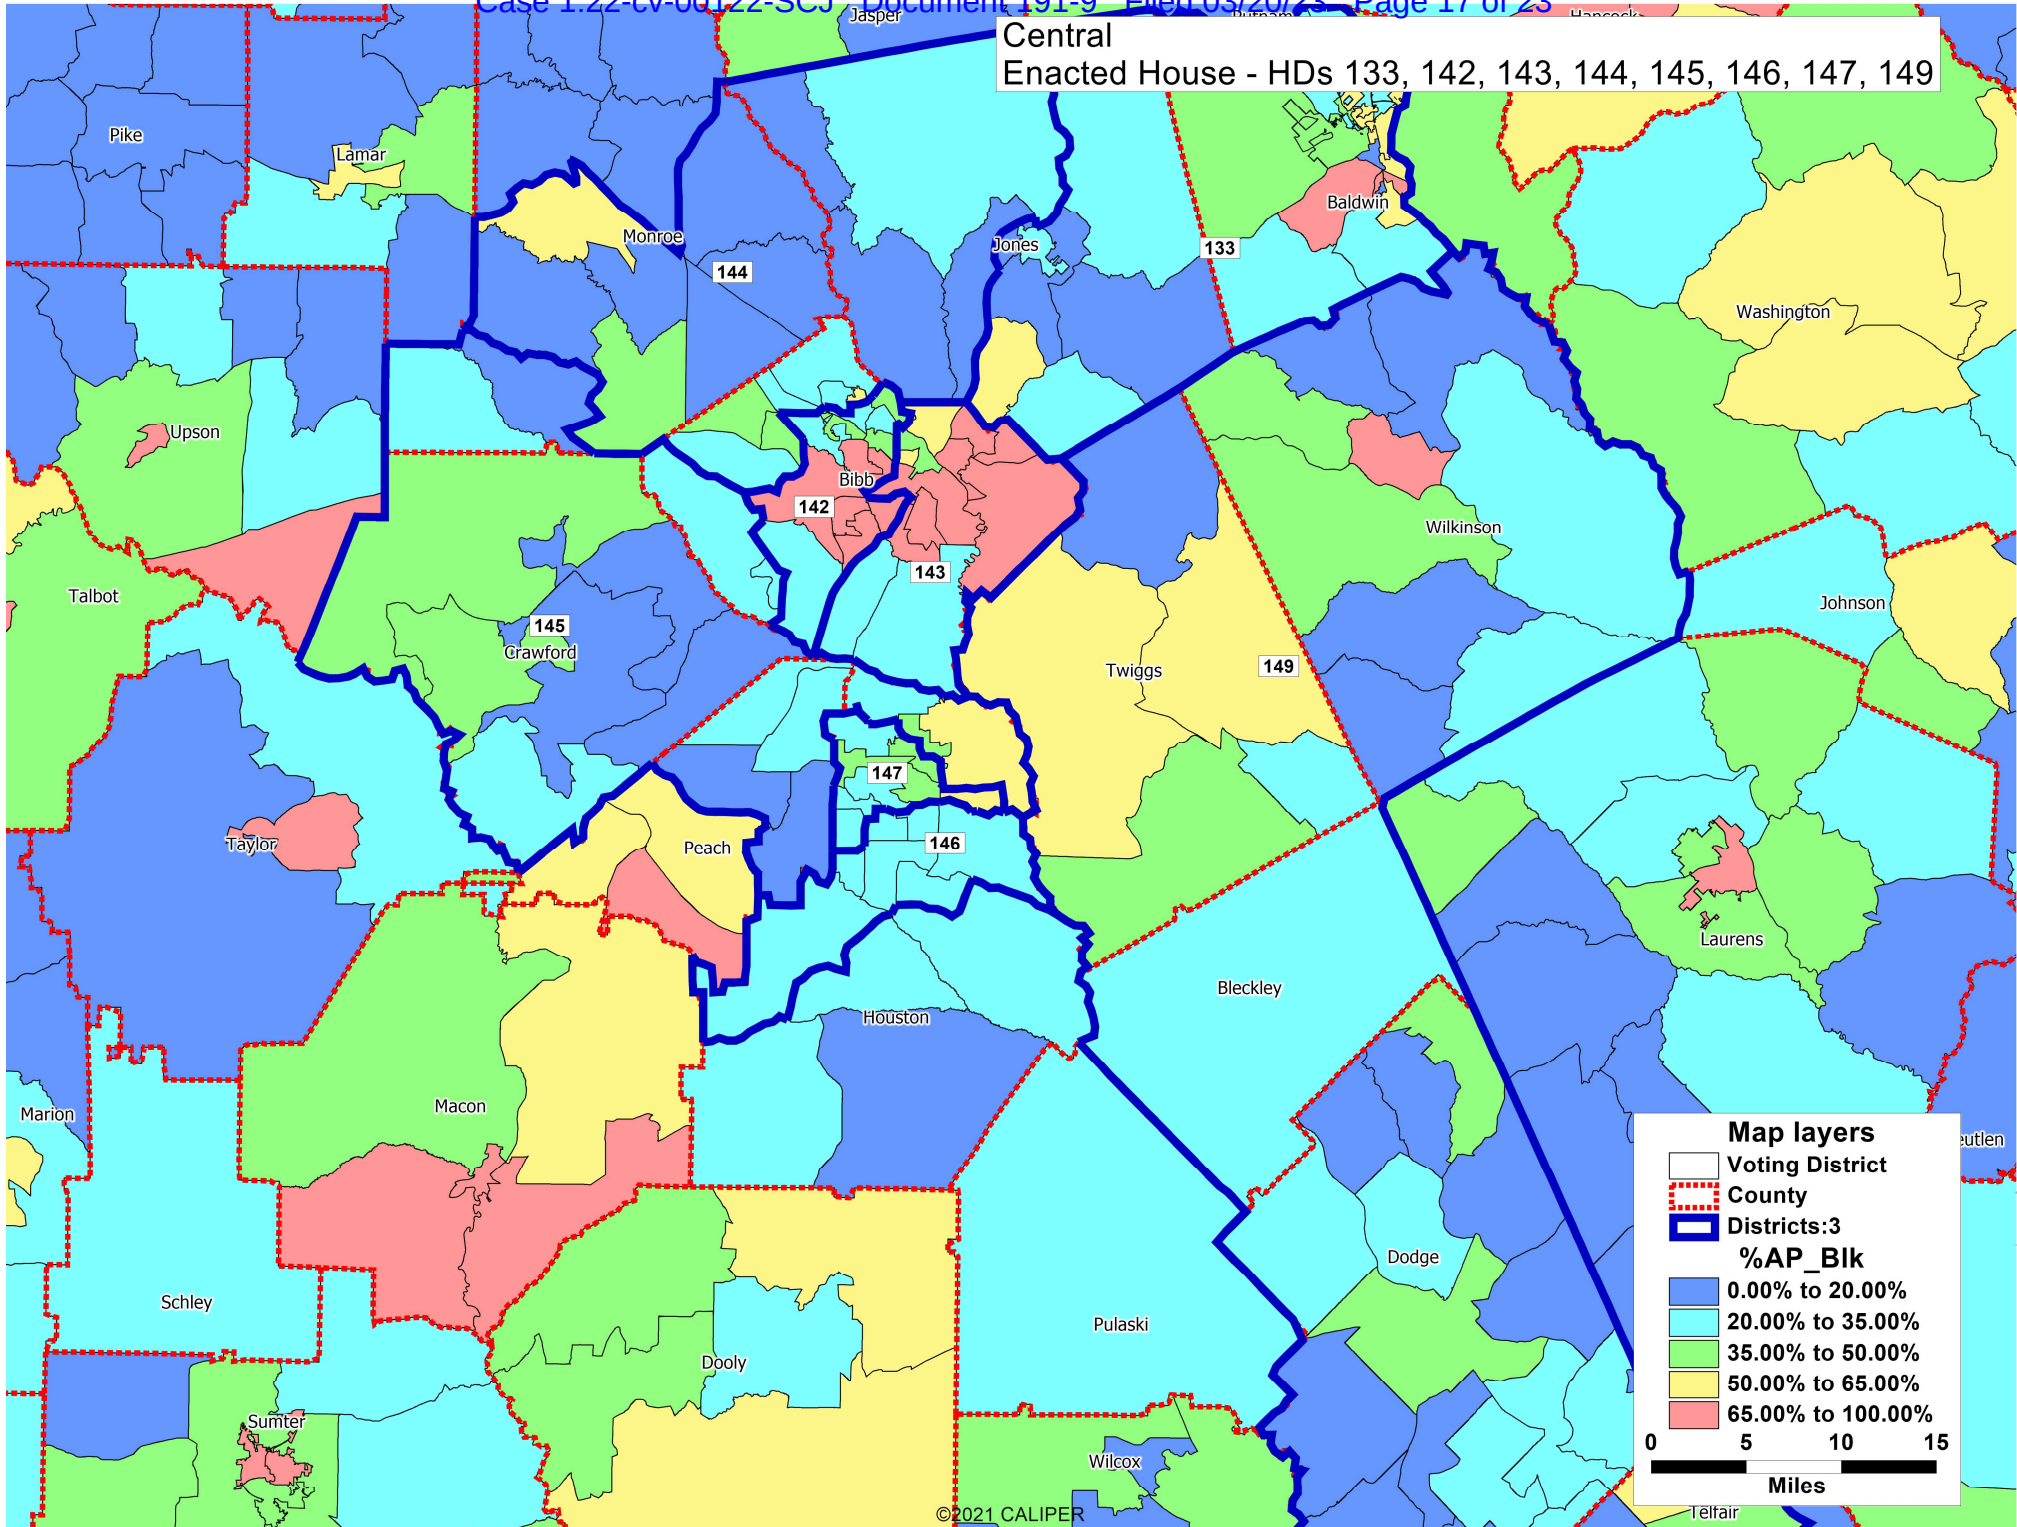 Case 1:22-cv-00122-SCJ Document 191-9 Filed 03/20/23 Page 17 of 23
Jasper
Putnam
Hancock
Central
Enacted House - HDs 133, 142, 143, 144, 145, 146, 147, 149
Pike
Lamar
Baldwin
Monroe
Jones
133
144
Washington
Upson
Bibb
142
Wilkinson
143
Talbot
Johnson
145
Crawford
Twiggs
149
147
Taylor
Peach
146
Laurens
Bleckley
Houston
Macon
Marion
eutlen
Map layers
Voting District
County
Districts:3
%AP_Blk
0.00% to 20.00%
20.00% to 35.00%
35.00% to 50.00%
50.00% to 65.00%
65.00% to 100.00%
0 5 10 15
Miles
Dodge
Schley
Pulaski
Dooly
Sumter
Wilcox
Telfair
©2021 CALIPER